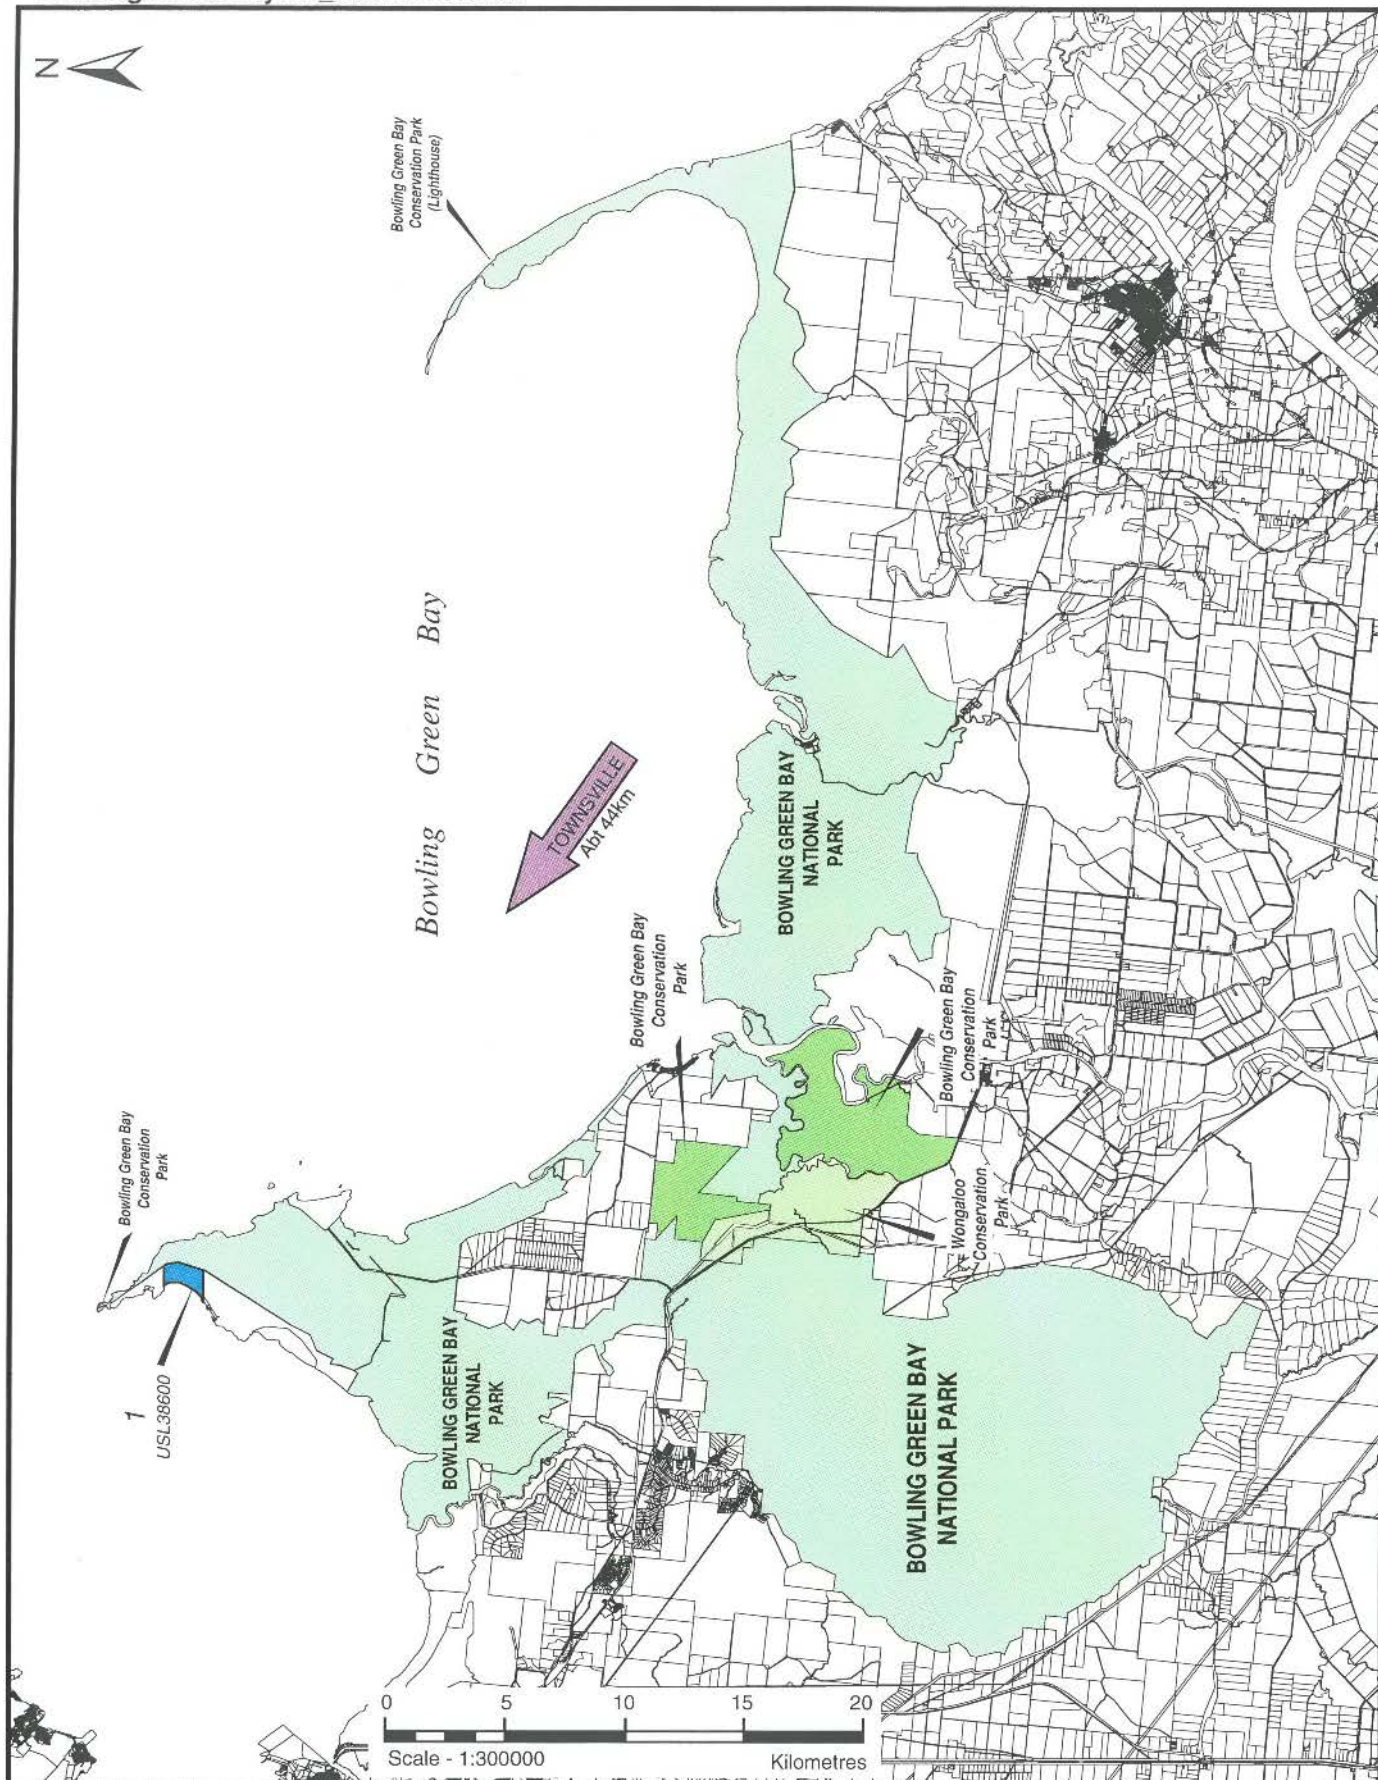 N
Bowling Green Bay
Conservation Park
(Lighthouse)
Bowling Green Bay
TOWNSVILLE
Abt 44km
Bowling Green Bay
Conservation
Park
1
USL38600
Bowling Green Bay
Conservation
Park
BOWLING GREEN BAY
NATIONAL
PARK
BOWLING GREEN BAY
NATIONAL
PARK
Bowling Green Bay
Conservation
Park
Wongaloo
Conservation
Park
BOWLING GREEN BAY
NATIONAL PARK
0 5 10 15 20
Scale - 1:300000
Kilometres